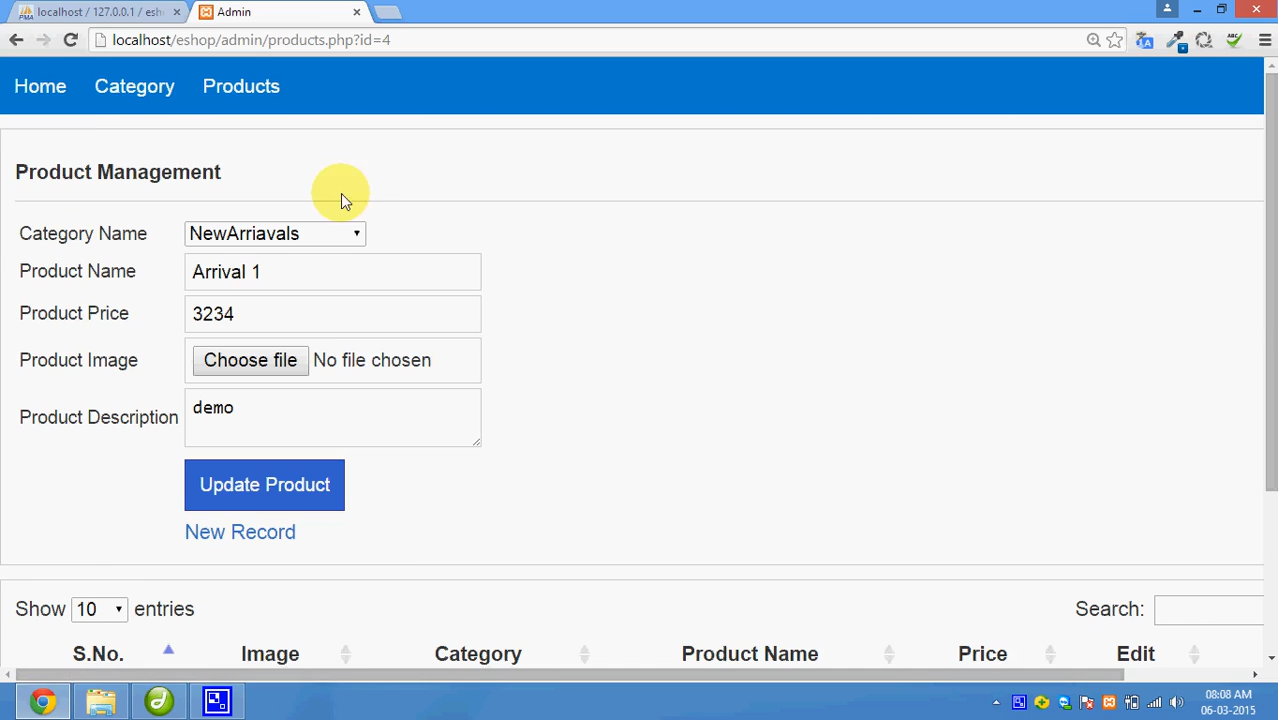 localhost / 127.0.0.1 / esh
Admin
localhost/eshop/admin/products.php?id=4
Home Category Products
Product Management
Category Name NewArriavals
Product Name Arrival 1
Product Price 3234
Product Image Choose file No file chosen
Product Description demo
Update Product
New Record
Show 10 entries Search:
S.No. Image Category Product Name Price Edit
08:08 AM
06-03-2015